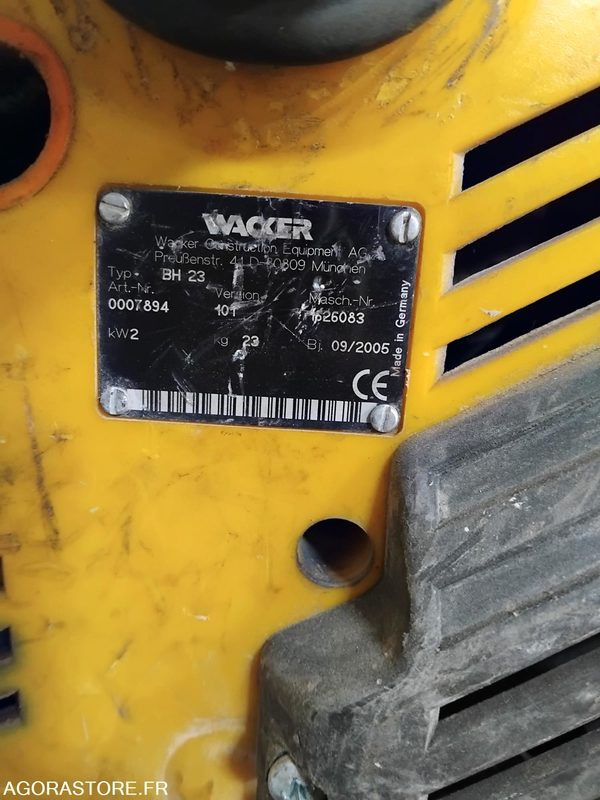 WACKER
Wacker Construction Equipment AG
Preußenstr. 41 D-80809 München
Typ BH 23
Art.-Nr. Version Masch.-Nr.
0007894 101 1626083
kW2 kg 23 Bj. 09/2005
Made in Germany
CE
AGORASTORE.FR